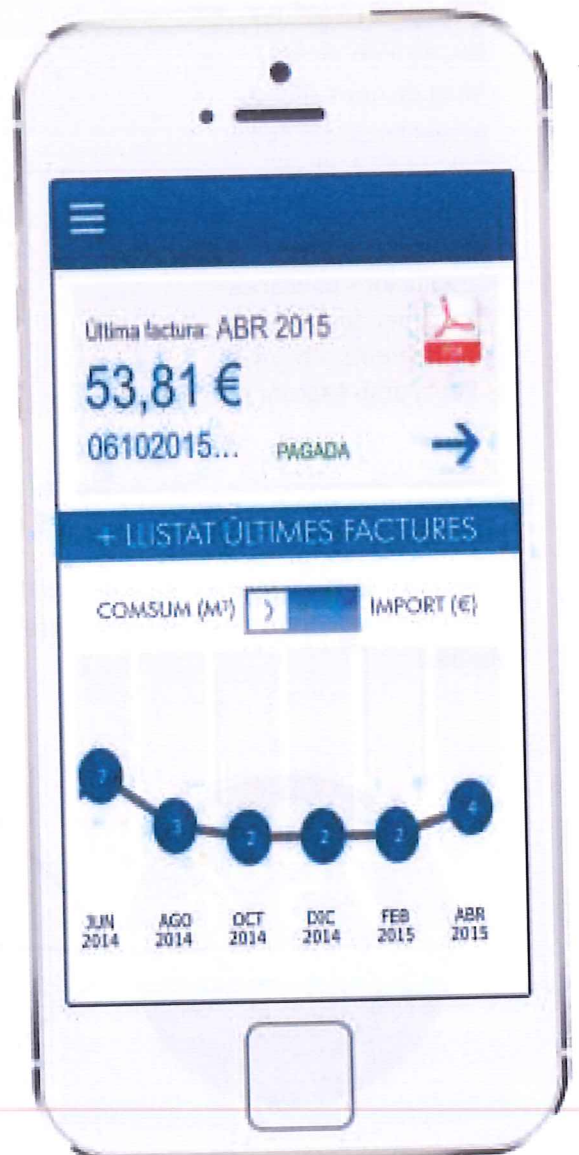 Última factura: ABR 2015
PDF
53,81 €
06102015... PAGADA
+ LLISTAT ÚLTIMES FACTURES
COMSUM (M³) IMPORT (€)
7 3 2 2 2 4
JUN 2014 AGO 2014 OCT 2014 DIC 2014 FEB 2015 ABR 2015